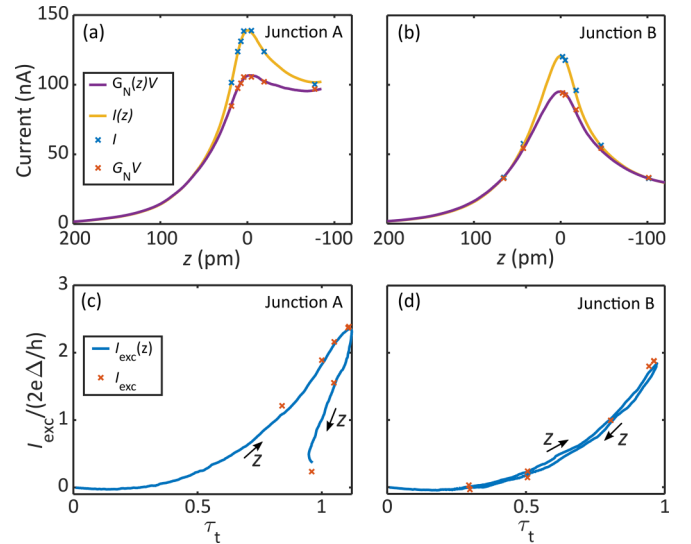 (a) Junction A
(b) Junction B
Current (nA)
150
100
50
0
G_N(z)V
I(z)
I
G_N V
200 100 0 -100
z (pm)
200 100 0 -100
z (pm)
(c) Junction A
(d) Junction B
I_exc/(2eΔ/h)
3
2
1
0
I_exc(z)
I_exc
z
z
z
z
0 0.5 1
τ_t
0 0.5 1
τ_t